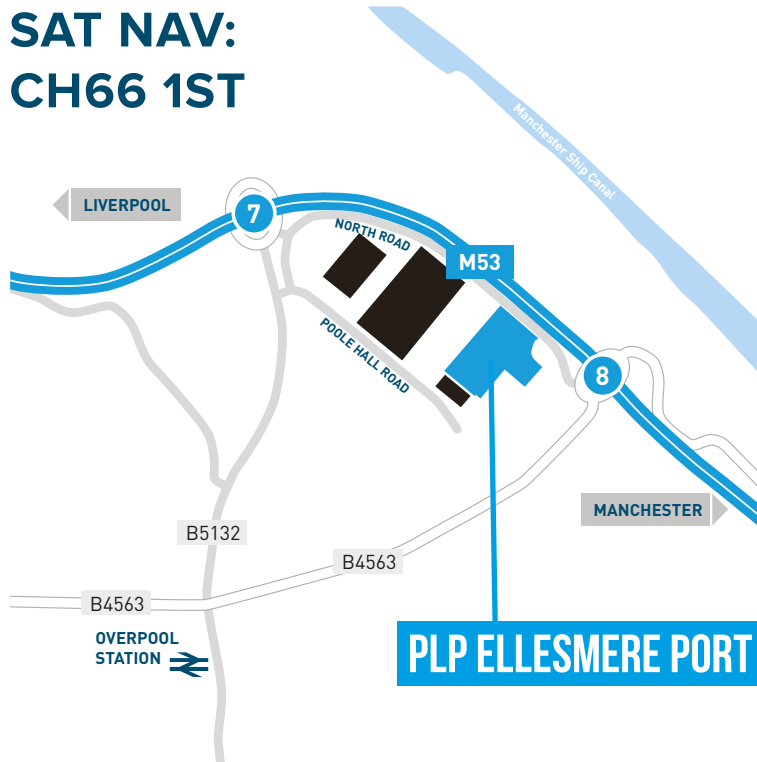 SAT NAV:
CH66 1ST
Manchester Ship Canal
LIVERPOOL
7
NORTH ROAD
M53
POOLE HALL ROAD
8
MANCHESTER
B5132
B4563
B4563
OVERPOOL
STATION
PLP ELLESMERE PORT